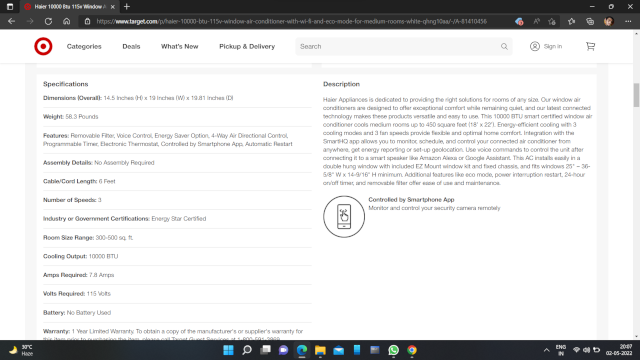 Haier 10000 Btu 115v Window A
https://www.target.com/p/haier-10000-btu-115v-window-air-conditioner-with-wi-fi-and-eco-mode-for-medium-rooms-white-qhng10aa/-/A-81410456
Categories Deals What's New Pickup & Delivery Search Sign in
Specifications
Dimensions (Overall): 14.5 Inches (H) x 19 Inches (W) x 19.81 Inches (D)
Weight: 58.3 Pounds
Features: Removable Filter, Voice Control, Energy Saver Option, 4-Way Air Directional Control,
Programmable Timer, Electronic Thermostat, Controlled by Smartphone App, Automatic Restart
Assembly Details: No Assembly Required
Cable/Cord Length: 6 Feet
Number of Speeds: 3
Industry or Government Certifications: Energy Star Certified
Room Size Range: 300-500 sq. ft.
Cooling Output: 10000 BTU
Amps Required: 7.8 Amps
Volts Required: 115 Volts
Battery: No Battery Used
Warranty: 1 Year Limited Warranty. To obtain a copy of the manufacturer's or supplier's warranty for
this item prior to purchasing the item, please call Target Guest Services at 1-800-591-3869
Description
Haier Appliances is dedicated to providing the right solutions for rooms of any size. Our window air
conditioners are designed to offer exceptional comfort while remaining quiet, and our latest connected
technology makes these products versatile and easy to use. This 10000 BTU smart certified window air
conditioner cools medium rooms up to 450 square feet (18' x 22'). Energy-efficient cooling with 3
cooling modes and 3 fan speeds provide flexible and optimal home comfort. Integration with the
SmartHQ app allows you to monitor, schedule, and control your connected air conditioner from
anywhere, get energy reporting or set-up geolocation. Use voice commands to control the unit after
connecting it to a smart speaker like Amazon Alexa or Google Assistant. This AC installs easily in a
double hung window with included EZ Mount window kit and fixed chassis, and fits windows 25" – 36-
5/8" W x 14-9/16" H minimum. Additional features like eco mode, power interruption restart, 24-hour
on/off timer, and removable filter offer ease of use and maintenance.
Controlled by Smartphone App
Monitor and control your security camera remotely
30°C
Haze
ENG
IN
20:07
02-05-2022